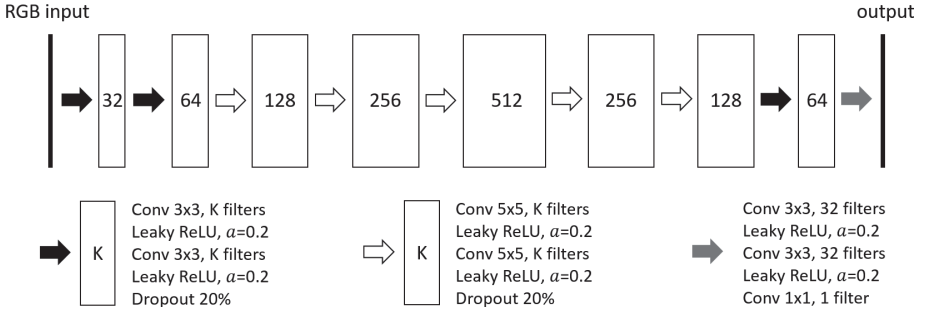 RGB input output
32 64 128 256 512 256 128 64
Conv 3x3, K filters
Leaky ReLU, 𝑎=0.2
K Conv 3x3, K filters
Leaky ReLU, 𝑎=0.2
Dropout 20%
Conv 5x5, K filters
Leaky ReLU, 𝑎=0.2
K Conv 5x5, K filters
Leaky ReLU, 𝑎=0.2
Dropout 20%
Conv 3x3, 32 filters
Leaky ReLU, 𝑎=0.2
Conv 3x3, 32 filters
Leaky ReLU, 𝑎=0.2
Conv 1x1, 1 filter